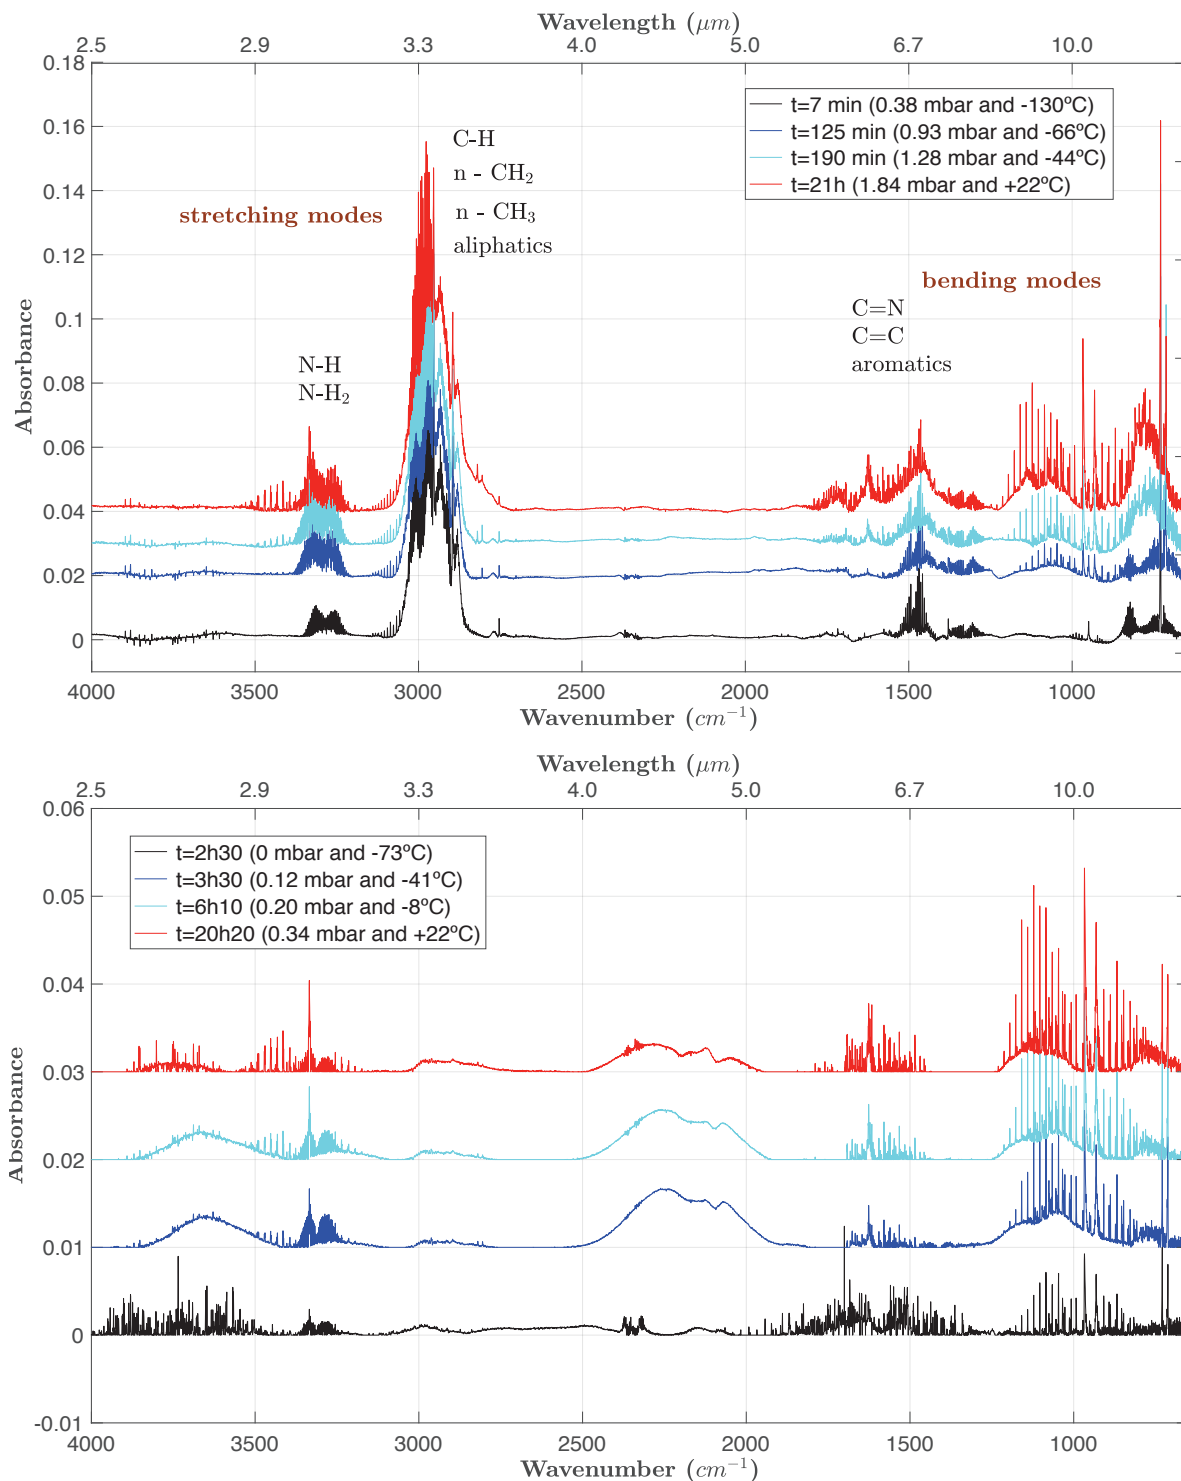 Wavelength (μm)
2.5 2.9 3.3 4.0 5.0 6.7 10.0
0.18
0.16
0.14
0.12
0.1
0.08
0.06
0.04
0.02
0
Absorbance
t=7 min (0.38 mbar and -130ºC)
t=125 min (0.93 mbar and -66ºC)
t=190 min (1.28 mbar and -44ºC)
t=21h (1.84 mbar and +22ºC)
C-H
n - CH₂
n - CH₃
aliphatics
stretching modes
bending modes
N-H
N-H₂
C=N
C=C
aromatics
4000 3500 3000 2500 2000 1500 1000
Wavenumber (cm⁻¹)
Wavelength (μm)
2.5 2.9 3.3 4.0 5.0 6.7 10.0
0.06
0.05
0.04
0.03
0.02
0.01
0
-0.01
Absorbance
t=2h30 (0 mbar and -73ºC)
t=3h30 (0.12 mbar and -41ºC)
t=6h10 (0.20 mbar and -8ºC)
t=20h20 (0.34 mbar and +22ºC)
4000 3500 3000 2500 2000 1500 1000
Wavenumber (cm⁻¹)